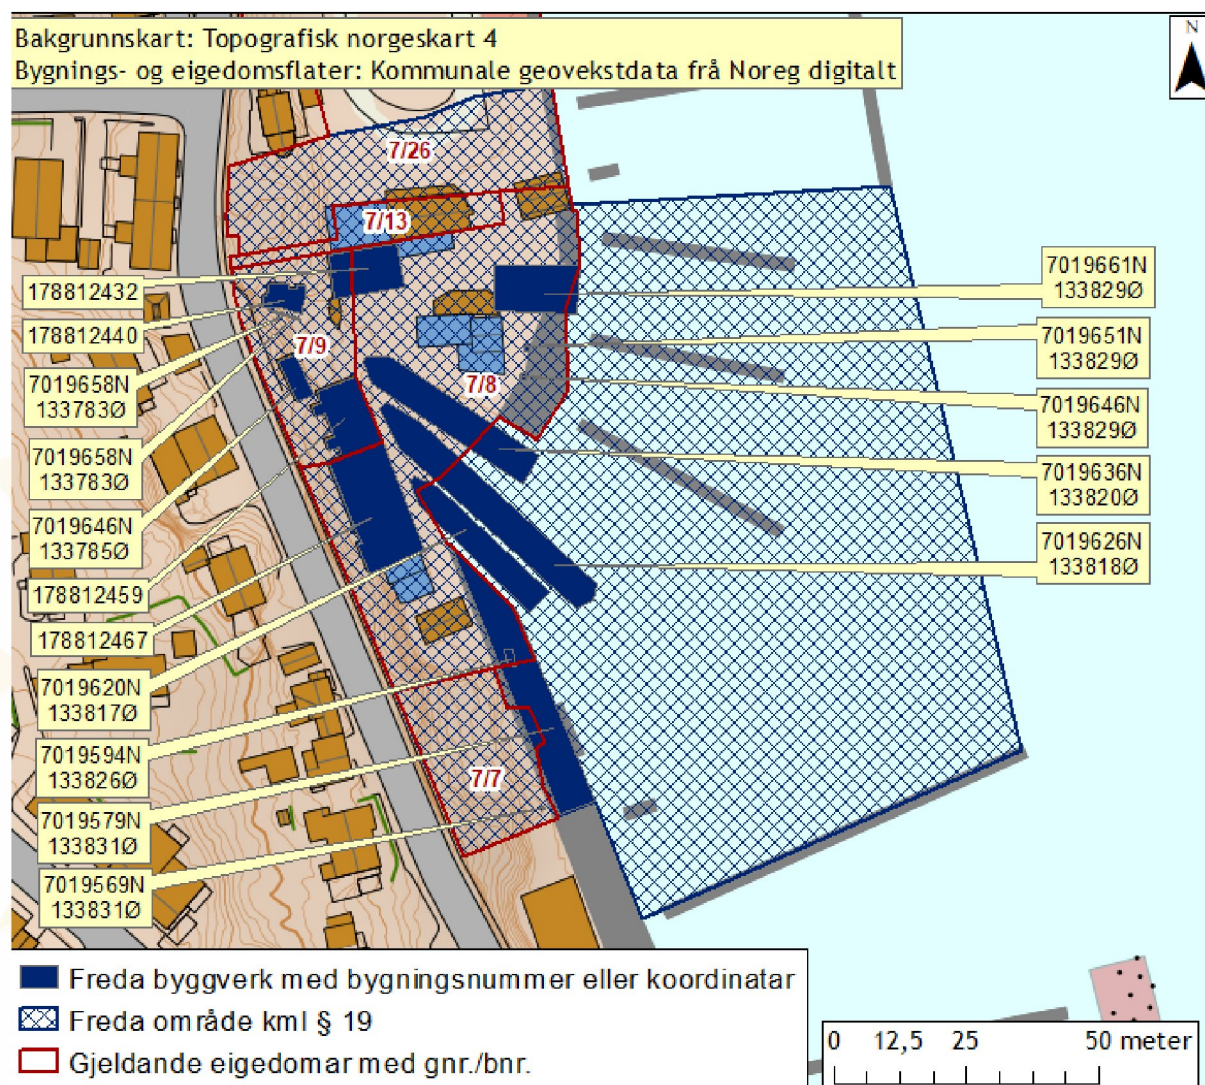 Bakgrunnskart: Topografisk norgeskart 4
Bygnings- og eigedomsflater: Kommunale geovekstdata frå Noreg digitalt
N
7/26
7/13
7/9
7/8
7/7
178812432
178812440
7019658N
133783Ø
7019658N
133783Ø
7019646N
133785Ø
178812459
178812467
7019620N
133817Ø
7019594N
133826Ø
7019579N
133831Ø
7019569N
133831Ø
7019661N
133829Ø
7019651N
133829Ø
7019646N
133829Ø
7019636N
133820Ø
7019626N
133818Ø
Freda byggverk med bygningsnummer eller koordinatar
Freda område kml § 19
Gjeldande eigedomar med gnr./bnr.
0 12,5 25 50 meter